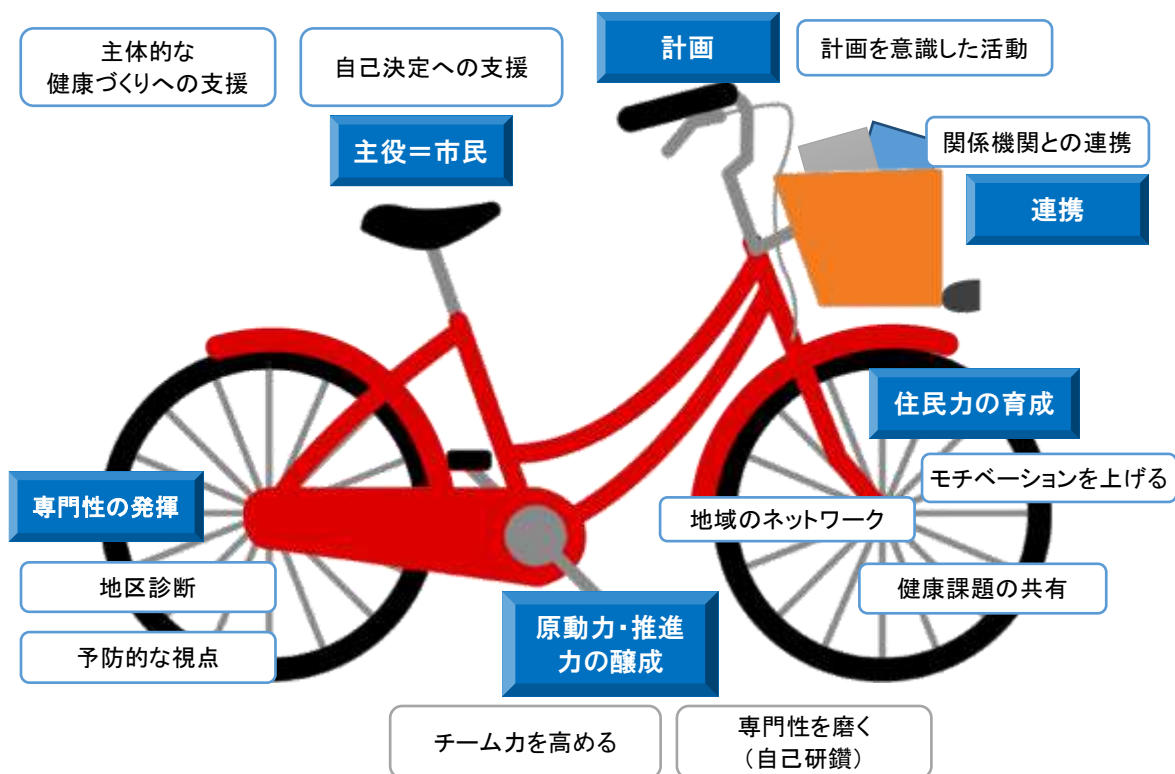 主体的な
健康づくりへの支援
自己決定への支援
主役＝市民
計画
計画を意識した活動
関係機関との連携
連携
住民力の育成
モチベーションを上げる
地域のネットワーク
健康課題の共有
専門性の発揮
地区診断
予防的な視点
原動力・推進
力の醸成
チーム力を高める
専門性を磨く
（自己研鑽）